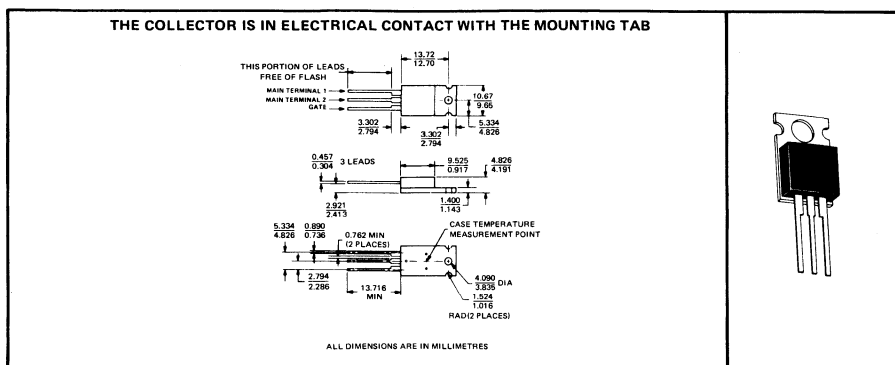 THE COLLECTOR IS IN ELECTRICAL CONTACT WITH THE MOUNTING TAB
13.72
12.70
THIS PORTION OF LEADS
FREE OF FLASH
MAIN TERMINAL 1
MAIN TERMINAL 2
GATE
10.67
9.65
3.302
2.794
3.302
2.794
5.334
4.826
0.457
0.304
3 LEADS
9.525
0.917
4.826
4.191
2.921
2.413
1.400
1.143
5.334
4.826
0.890
0.736
0.762 MIN
(2 PLACES)
CASE TEMPERATURE
MEASUREMENT POINT
2.794
2.286
13.716
MIN
4.090
3.835
DIA
1.524
1.016
RAD(2 PLACES)
ALL DIMENSIONS ARE IN MILLIMETRES